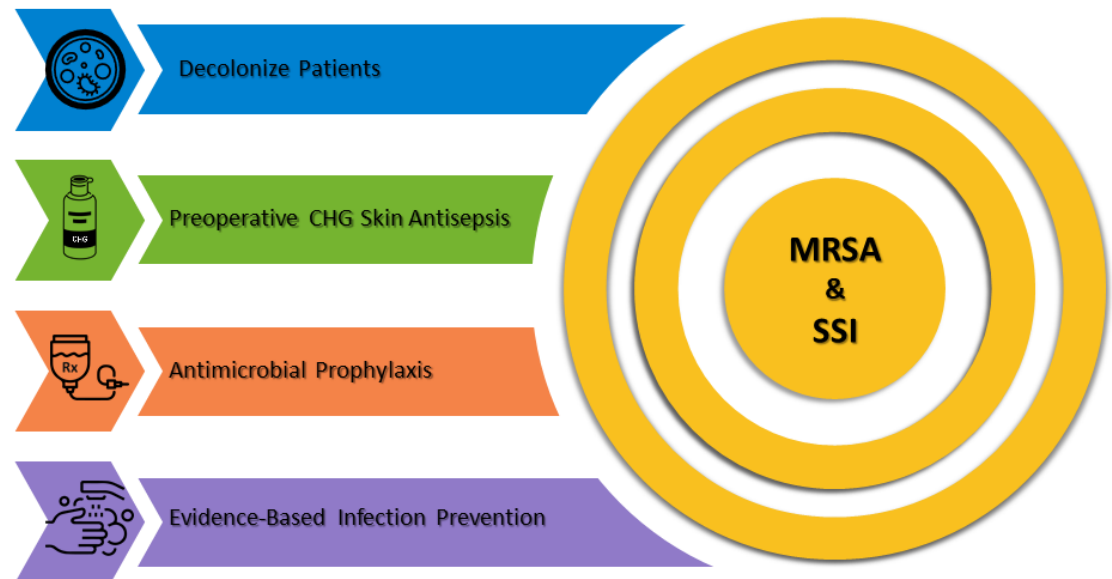 Decolonize Patients
CHG
Preoperative CHG Skin Antisepsis
Rx
Antimicrobial Prophylaxis
Evidence-Based Infection Prevention
MRSA
&
SSI